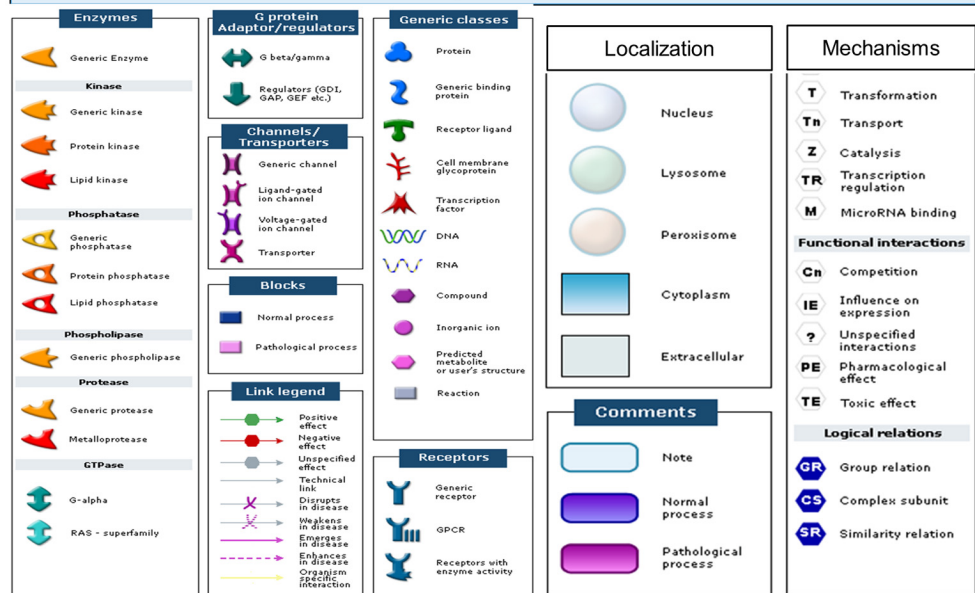 Enzymes
Generic Enzyme
Kinase
Generic kinase
Protein kinase
Lipid kinase
Phosphatase
Generic
phosphatase
Protein phosphatase
Lipid phosphatase
Phospholipase
Generic phospholipase
Protease
Generic protease
Metalloprotease
GTPase
G-alpha
RAS - superfamily
G protein
Adaptor/regulators
G beta/gamma
Regulators (GDI,
GAP, GEF etc.)
Channels/
Transporters
Generic channel
Ligand-gated
ion channel
Voltage-gated
ion channel
Transporter
Blocks
Normal process
Pathological process
Link legend
Positive
effect
Negative
effect
Unspecified
effect
Technical
link
Disrupts
in disease
Weakens
in disease
Emerges
in disease
Enhances
in disease
Organism
specific
interaction
Generic classes
Protein
Generic binding
protein
Receptor ligand
Cell membrane
glycoprotein
Transcription
factor
DNA
RNA
Compound
Inorganic ion
Predicted
metabolite
or user's structure
Reaction
Receptors
Generic
receptor
GPCR
Receptors with
enzyme activity
Localization
Nucleus
Lysosome
Peroxisome
Cytoplasm
Extracellular
Comments
Note
Normal
process
Pathological
process
Mechanisms
T Transformation
Tn Transport
Z Catalysis
TR Transcription
regulation
M MicroRNA binding
Functional interactions
Cn Competition
IE Influence on
expression
? Unspecified
interactions
PE Pharmacological
effect
TE Toxic effect
Logical relations
GR Group relation
CS Complex subunit
SR Similarity relation